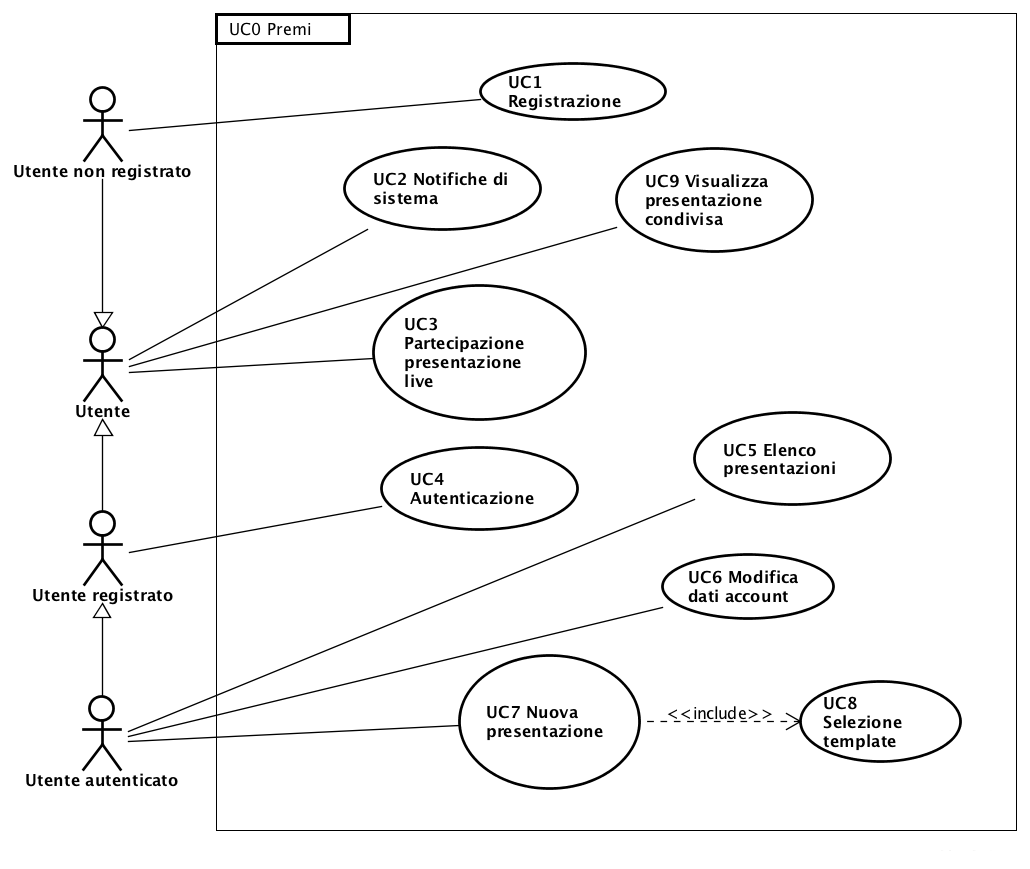 UC0 Premi
UC1
Registrazione
Utente non registrato
UC2 Notifiche di
sistema
UC9 Visualizza
presentazione
condivisa
UC3
Partecipazione
presentazione
live
Utente
UC5 Elenco
presentazioni
UC4
Autenticazione
Utente registrato
UC6 Modifica
dati account
UC7 Nuova
presentazione
<<include>>
UC8
Selezione
template
Utente autenticato